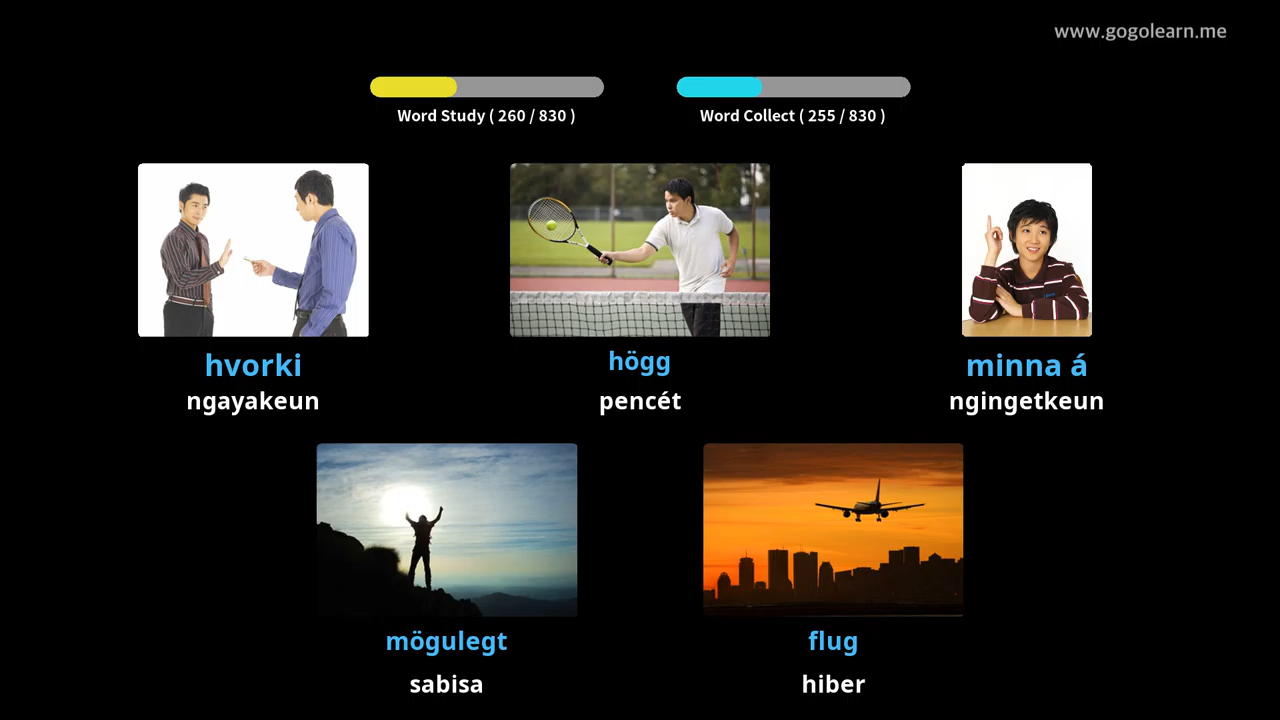 www.gogolearn.me
Word Study ( 260 / 830 )
Word Collect ( 255 / 830 )
hvorki
ngayakeun
högg
pencét
minna á
ngingetkeun
mögulegt
sabisa
flug
hiber